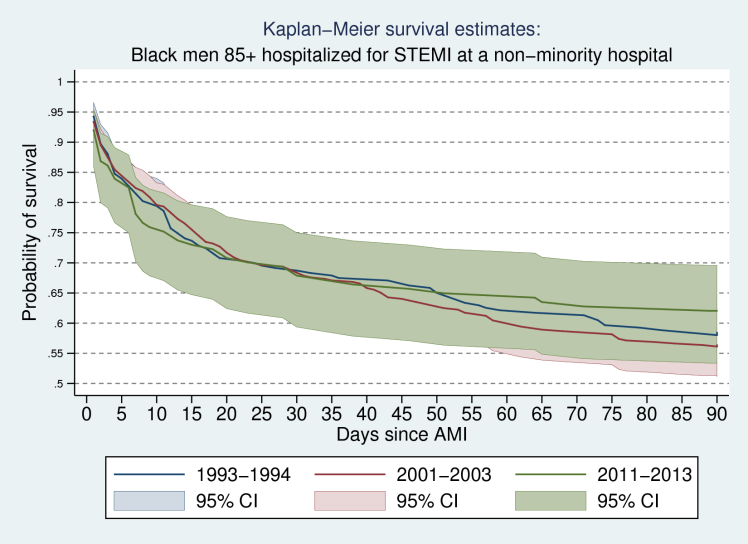 Kaplan−Meier survival estimates:
Black men 85+ hospitalized for STEMI at a non−minority hospital
Probability of survival
1
.95
.9
.85
.8
.75
.7
.65
.6
.55
.5
0 5 10 15 20 25 30 35 40 45 50 55 60 65 70 75 80 85 90
Days since AMI
1993−1994 2001−2003 2011−2013
95% CI 95% CI 95% CI